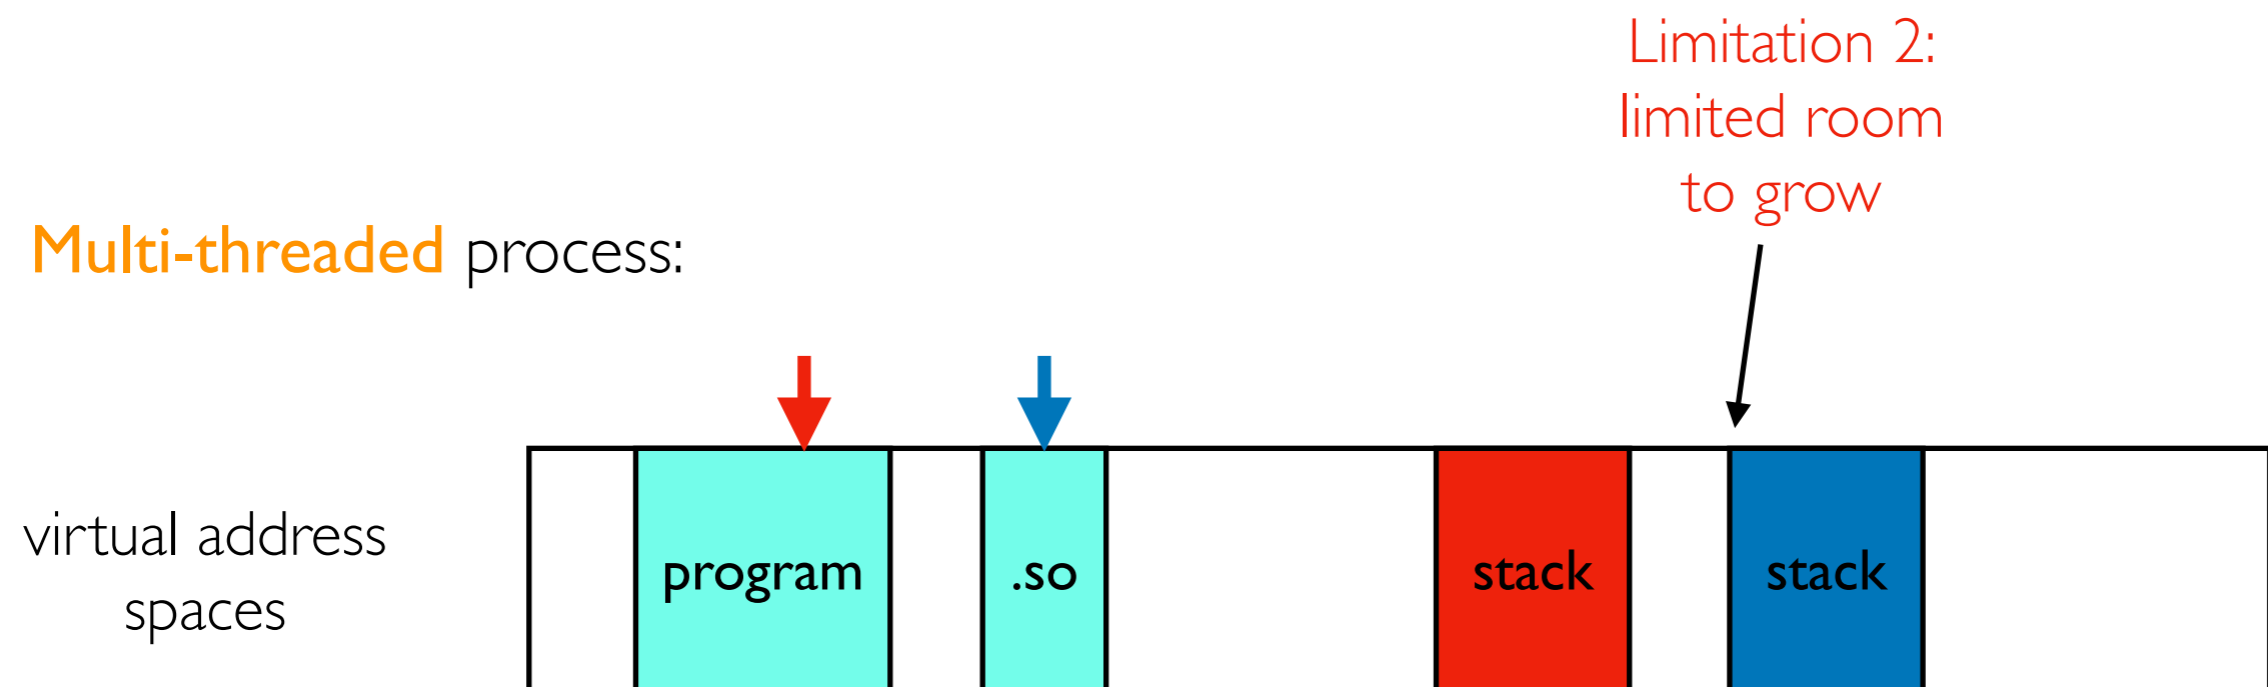 Limitation 2:
limited room
to grow
Multi-threaded process:
virtual address
spaces
program
.so
stack
stack